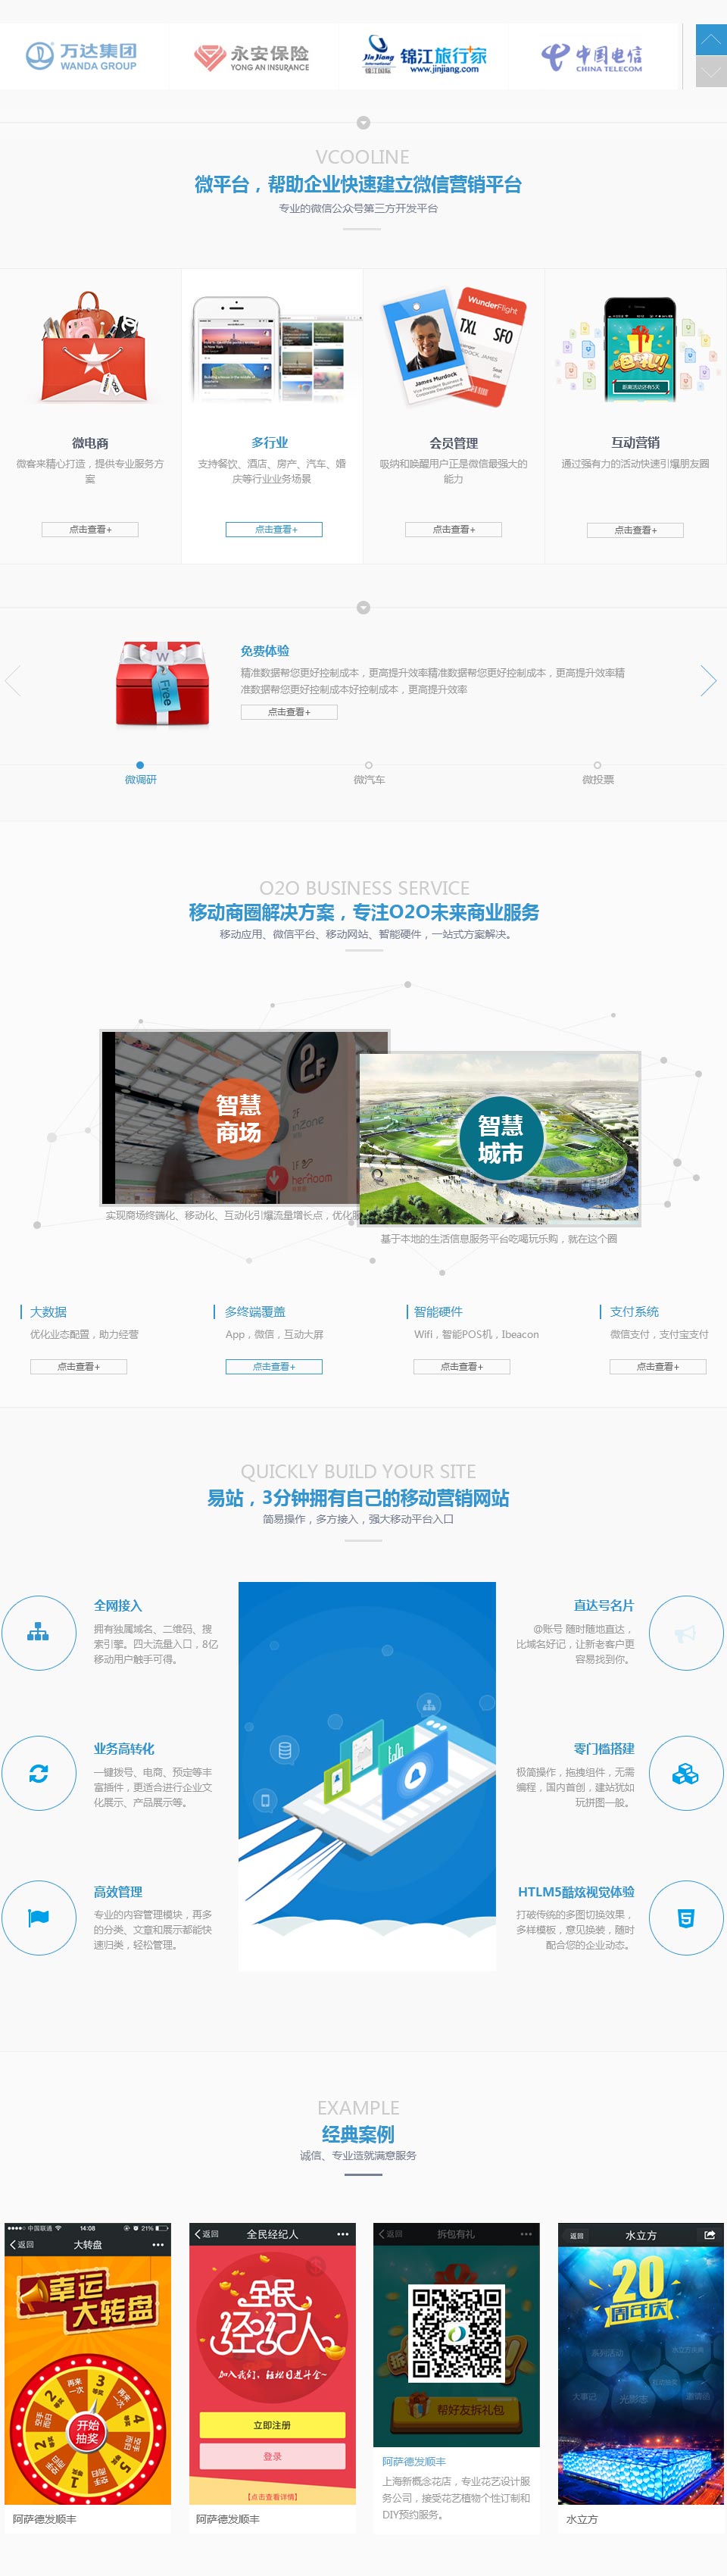 万达集团
WANDA GROUP
永安保险
YONG AN INSURANCE
JinJiang
International
锦江国际
锦江旅行家
www.jinjiang.com
中国电信
CHINA TELECOM
VCOOLINE
微平台，帮助企业快速建立微信营销平台
专业的微信公众号第三方开发平台
WunderFlight
TXL
SFO
James Murdock
微电商
微客来精心打造，提供专业服务方
案
点击查看+
多行业
支持餐饮、酒店、房产、汽车、婚
庆等行业业务场景
点击查看+
会员管理
吸纳和唤醒用户正是微信最强大的
能力
点击查看+
互动营销
通过强有力的活动快速引爆朋友圈
点击查看+
W
Free
免费体验
精准数据帮您更好控制成本，更高提升效率精准数据帮您更好控制成本，更高提升效率精
准数据帮您更好控制成本好控制成本，更高提升效率
点击查看+
微调研
微汽车
微投票
O2O BUSINESS SERVICE
移动商圈解决方案，专注O2O未来商业服务
移动应用、微信平台、移动网站、智能硬件，一站式方案解决。
2F
inZone
herRoom
智慧
商场
智慧
城市
实现商场终端化、移动化、互动化引爆流量增长点，优化服
基于本地的生活信息服务平台吃喝玩乐购，就在这个圈
大数据
优化业态配置，助力经营
点击查看+
多终端覆盖
App，微信，互动大屏
点击查看+
智能硬件
Wifi，智能POS机，Ibeacon
点击查看+
支付系统
微信支付，支付宝支付
点击查看+
QUICKLY BUILD YOUR SITE
易站，3分钟拥有自己的移动营销网站
简易操作，多方接入，强大移动平台入口
全网接入
拥有独属域名、二维码、搜
索引擎。四大流量入口，8亿
移动用户触手可得。
直达号名片
@账号 随时随地直达，
比域名好记，让新老客户更
容易找到你。
业务高转化
一键拨号、电商、预定等丰
富插件，更适合进行企业文
化展示、产品展示等。
零门槛搭建
极简操作，拖拽组件，无需
编程，国内首创，建站犹如
玩拼图一般。
高效管理
专业的内容管理模块，再多
的分类、文章和展示都能快
速归类，轻松管理。
HTLM5酷炫视觉体验
打破传统的多图切换效果，
多样模板，意见换装，随时
配合您的企业动态。
EXAMPLE
经典案例
诚信、专业造就满意服务
中国联通
14:08
21%
返回
大转盘
幸运
大转盘
开始
抽奖
阿萨德发顺丰
返回
全民经纪人
全民
经纪人
加入我们，轻松日进斗金~
立即注册
登录
【点击查看详情】
阿萨德发顺丰
返回
拆包有礼
帮好友拆礼包
阿萨德发顺丰
上海新概念花店，专业花艺设计服
务公司，接受花艺植物个性订制和
DIY预约服务。
返回
水立方
20
周年庆
系列活动
大事记
光影志
邀请函
水立方